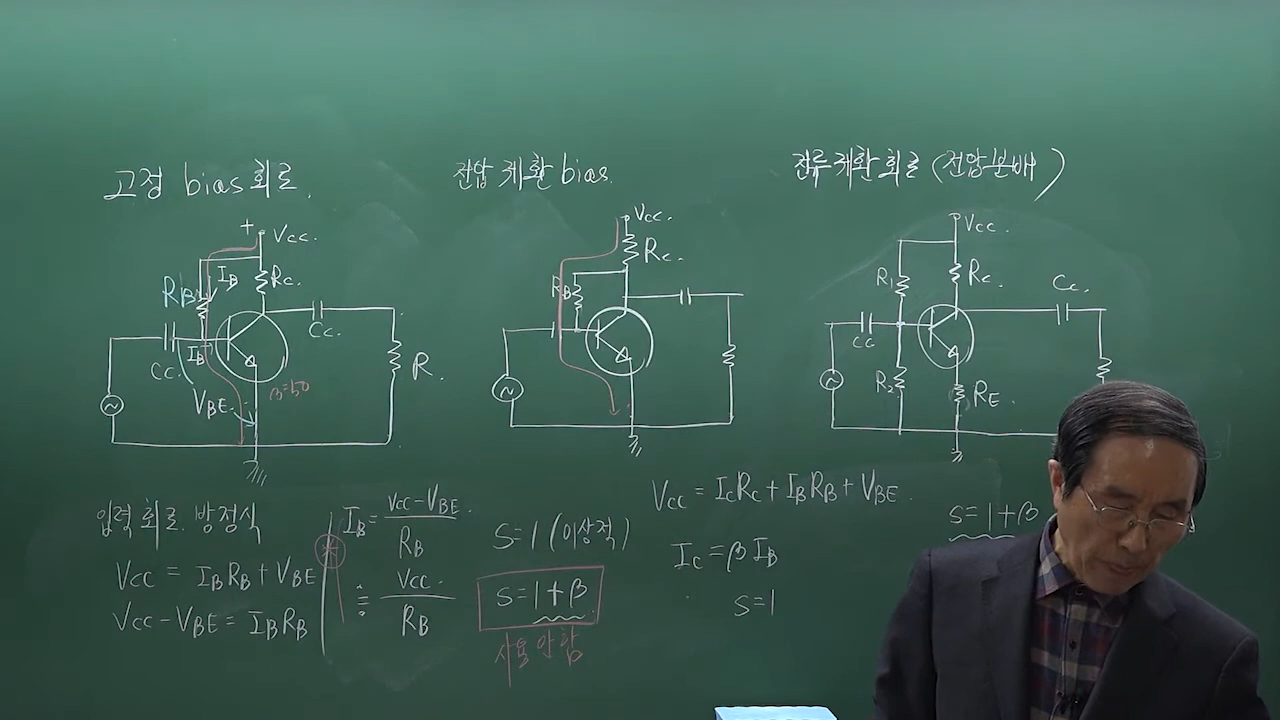 고정 bias 회로.
+ Vcc.
RB
IB
Rc.
Cc.
IB
Cc.
VBE.
β=150
R.
입력 회로 방정식
Vcc = IBRB + VBE
Vcc - VBE = IBRB
IB = Vcc - VBE / RB
≒ Vcc / RB
S=1 (이상적)
S=1+β
사용 안함
전압 궤환 bias.
Vcc.
Rc.
RB
Vcc = IcRc + IBRB + VBE
Ic = βIB
S=1
전류궤환 회로 (전압분배)
Vcc.
R1
Rc
Cc.
Cc
R2
RE.
S=1+β